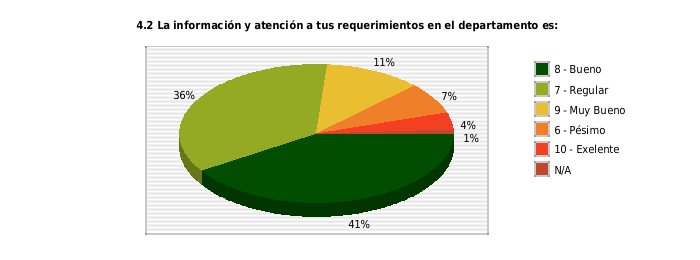 4.2 La información y atención a tus requerimientos en el departamento es:
11%
36%
7%
4%
1%
41%
8 - Bueno
7 - Regular
9 - Muy Bueno
6 - Pésimo
10 - Exelente
N/A